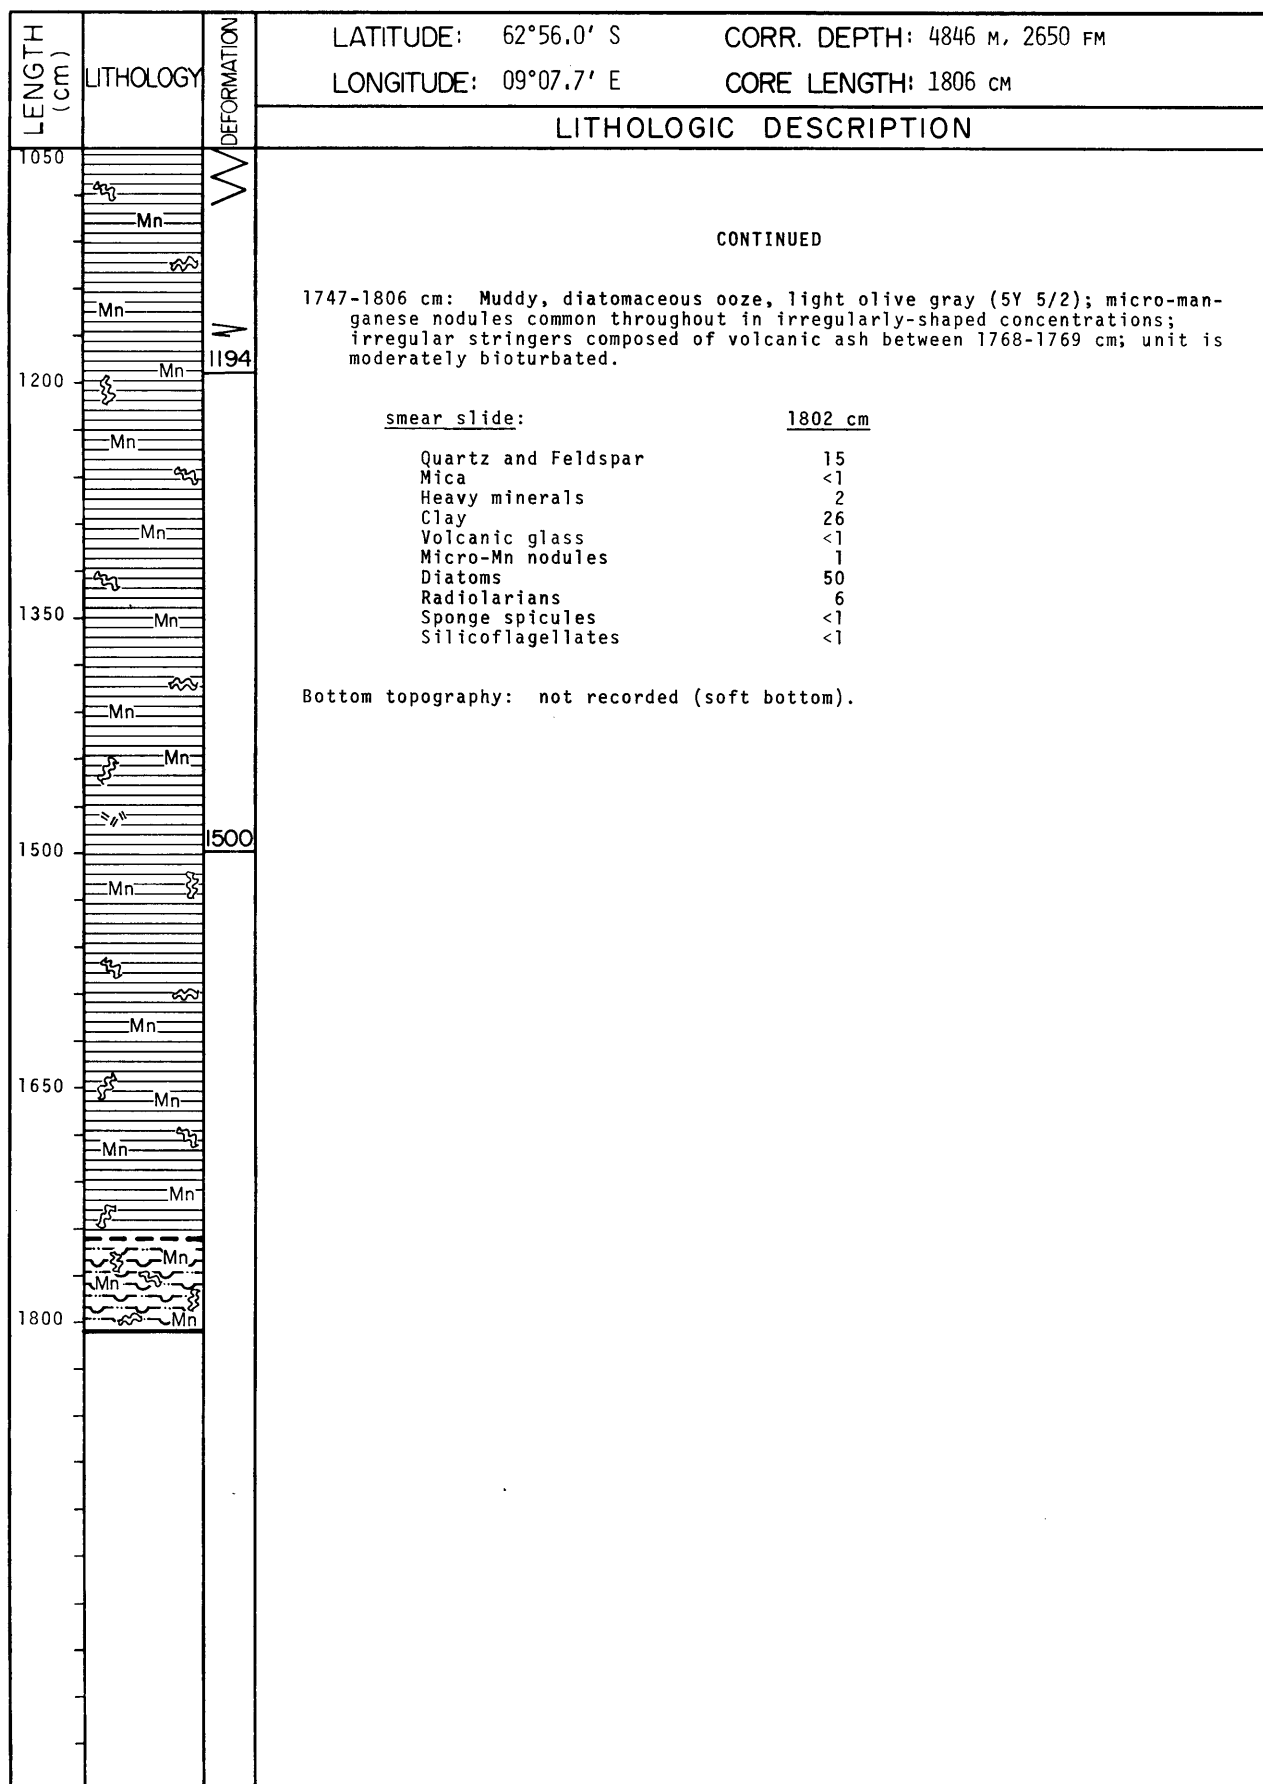 LENGTH (cm)
LITHOLOGY
DEFORMATION
LATITUDE: 62°56.0' S CORR. DEPTH: 4846 M, 2650 FM
LONGITUDE: 09°07.7' E CORE LENGTH: 1806 CM
LITHOLOGIC DESCRIPTION
1050
Mn
CONTINUED
1747-1806 cm: Muddy, diatomaceous ooze, light olive gray (5Y 5/2); micro-man-
ganese nodules common throughout in irregularly-shaped concentrations;
irregular stringers composed of volcanic ash between 1768-1769 cm; unit is
moderately bioturbated.
Mn
1194
Mn
1200
smear slide: 1802 cm
Mn
Quartz and Feldspar 15
Mica <1
Heavy minerals 2
Clay 26
Volcanic glass <1
Micro-Mn nodules 1
Diatoms 50
Radiolarians 6
Sponge spicules <1
Silicoflagellates <1
Mn
1350
Mn
Bottom topography: not recorded (soft bottom).
Mn
Mn
1500
1500
Mn
Mn
1650
Mn
Mn
Mn
Mn
Mn
1800
Mn